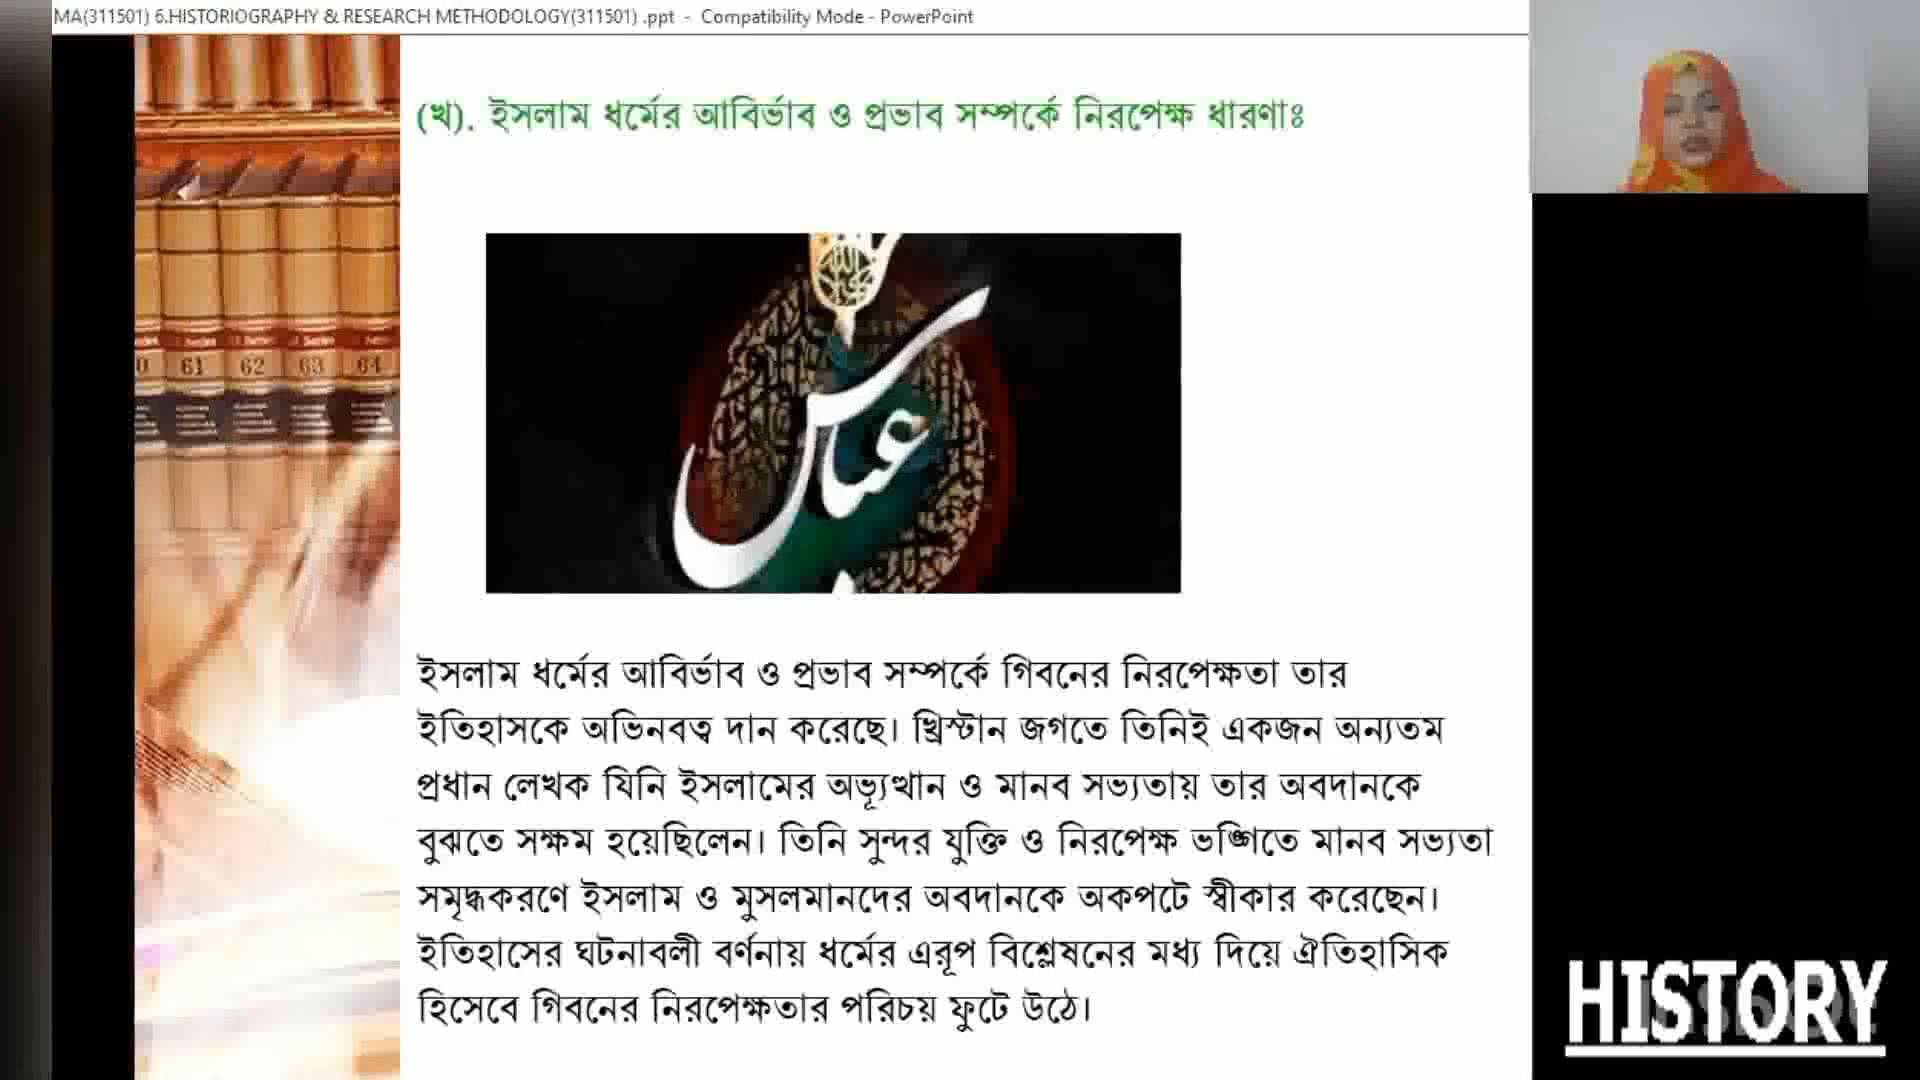 MA(311501) 6.HISTORIOGRAPHY & RESEARCH METHODOLOGY(311501) .ppt - Compatibility Mode - PowerPoint
(খ). ইসলাম ধর্মের আবির্ভাব ও প্রভাব সম্পর্কে নিরপেক্ষ ধারণাঃ
عباس
61 62 63 64
ইসলাম ধর্মের আবির্ভাব ও প্রভাব সম্পর্কে গিবনের নিরপেক্ষতা তার
ইতিহাসকে অভিনবত্ব দান করেছে। খ্রিস্টান জগতে তিনিই একজন অন্যতম
প্রধান লেখক যিনি ইসলামের অভ্যূত্থান ও মানব সভ্যতায় তার অবদানকে
বুঝতে সক্ষম হয়েছিলেন। তিনি সুন্দর যুক্তি ও নিরপেক্ষ ভঙ্গিতে মানব সভ্যতা
সমৃদ্ধকরণে ইসলাম ও মুসলমানদের অবদানকে অকপটে স্বীকার করেছেন।
ইতিহাসের ঘটনাবলী বর্ণনায় ধর্মের এরূপ বিশ্লেষনের মধ্য দিয়ে ঐতিহাসিক
হিসেবে গিবনের নিরপেক্ষতার পরিচয় ফুটে উঠে।
HISTORY